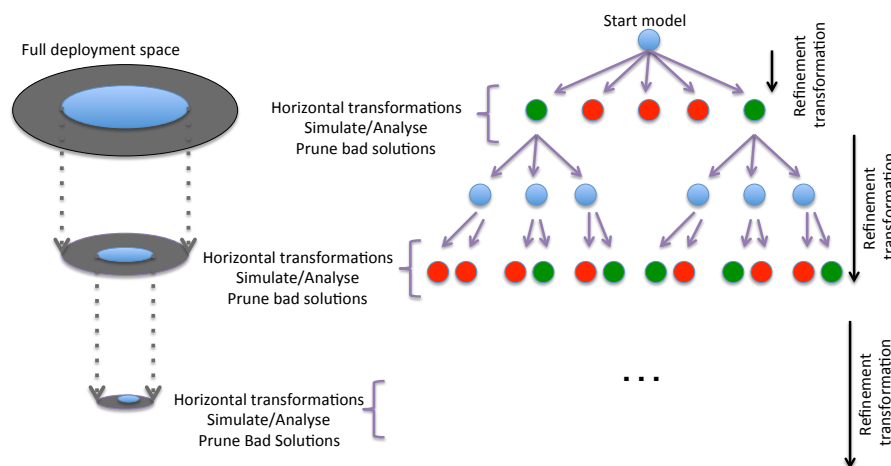 Start model
Full deployment space
Refinement
transformation
Horizontal transformations
Simulate/Analyse
Prune bad solutions
Refinement
transformation
Horizontal transformations
Simulate/Analyse
Prune bad solutions
...
Refinement
transformation
Horizontal transformations
Simulate/Analyse
Prune Bad Solutions